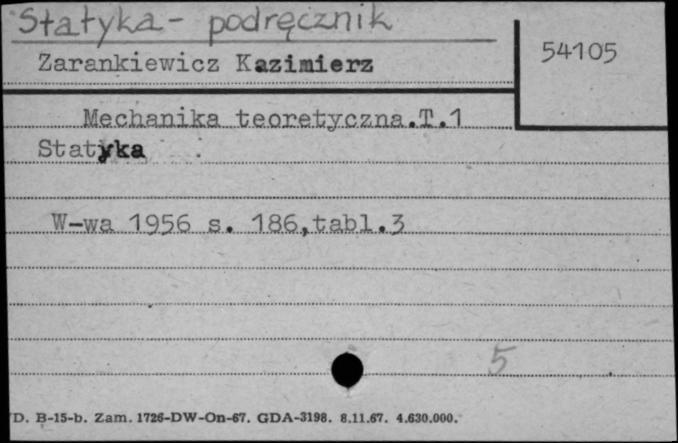 Statyka - podręcznik
54105
Zarankiewicz Kazimierz
Mechanika teoretyczna.T.1
Statyka
W-wa 1956 s. 186,tabl.3
5
D. B-15-b. Zam. 1726-DW-On-67. GDA-3198. 8.11.67. 4.630.000.